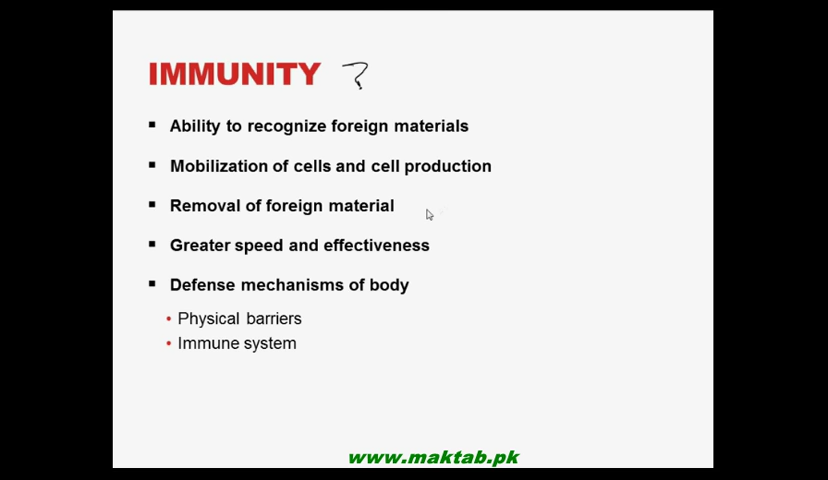 IMMUNITY ?
▪ Ability to recognize foreign materials
▪ Mobilization of cells and cell production
▪ Removal of foreign material
▪ Greater speed and effectiveness
▪ Defense mechanisms of body
• Physical barriers
• Immune system
www.maktab.pk